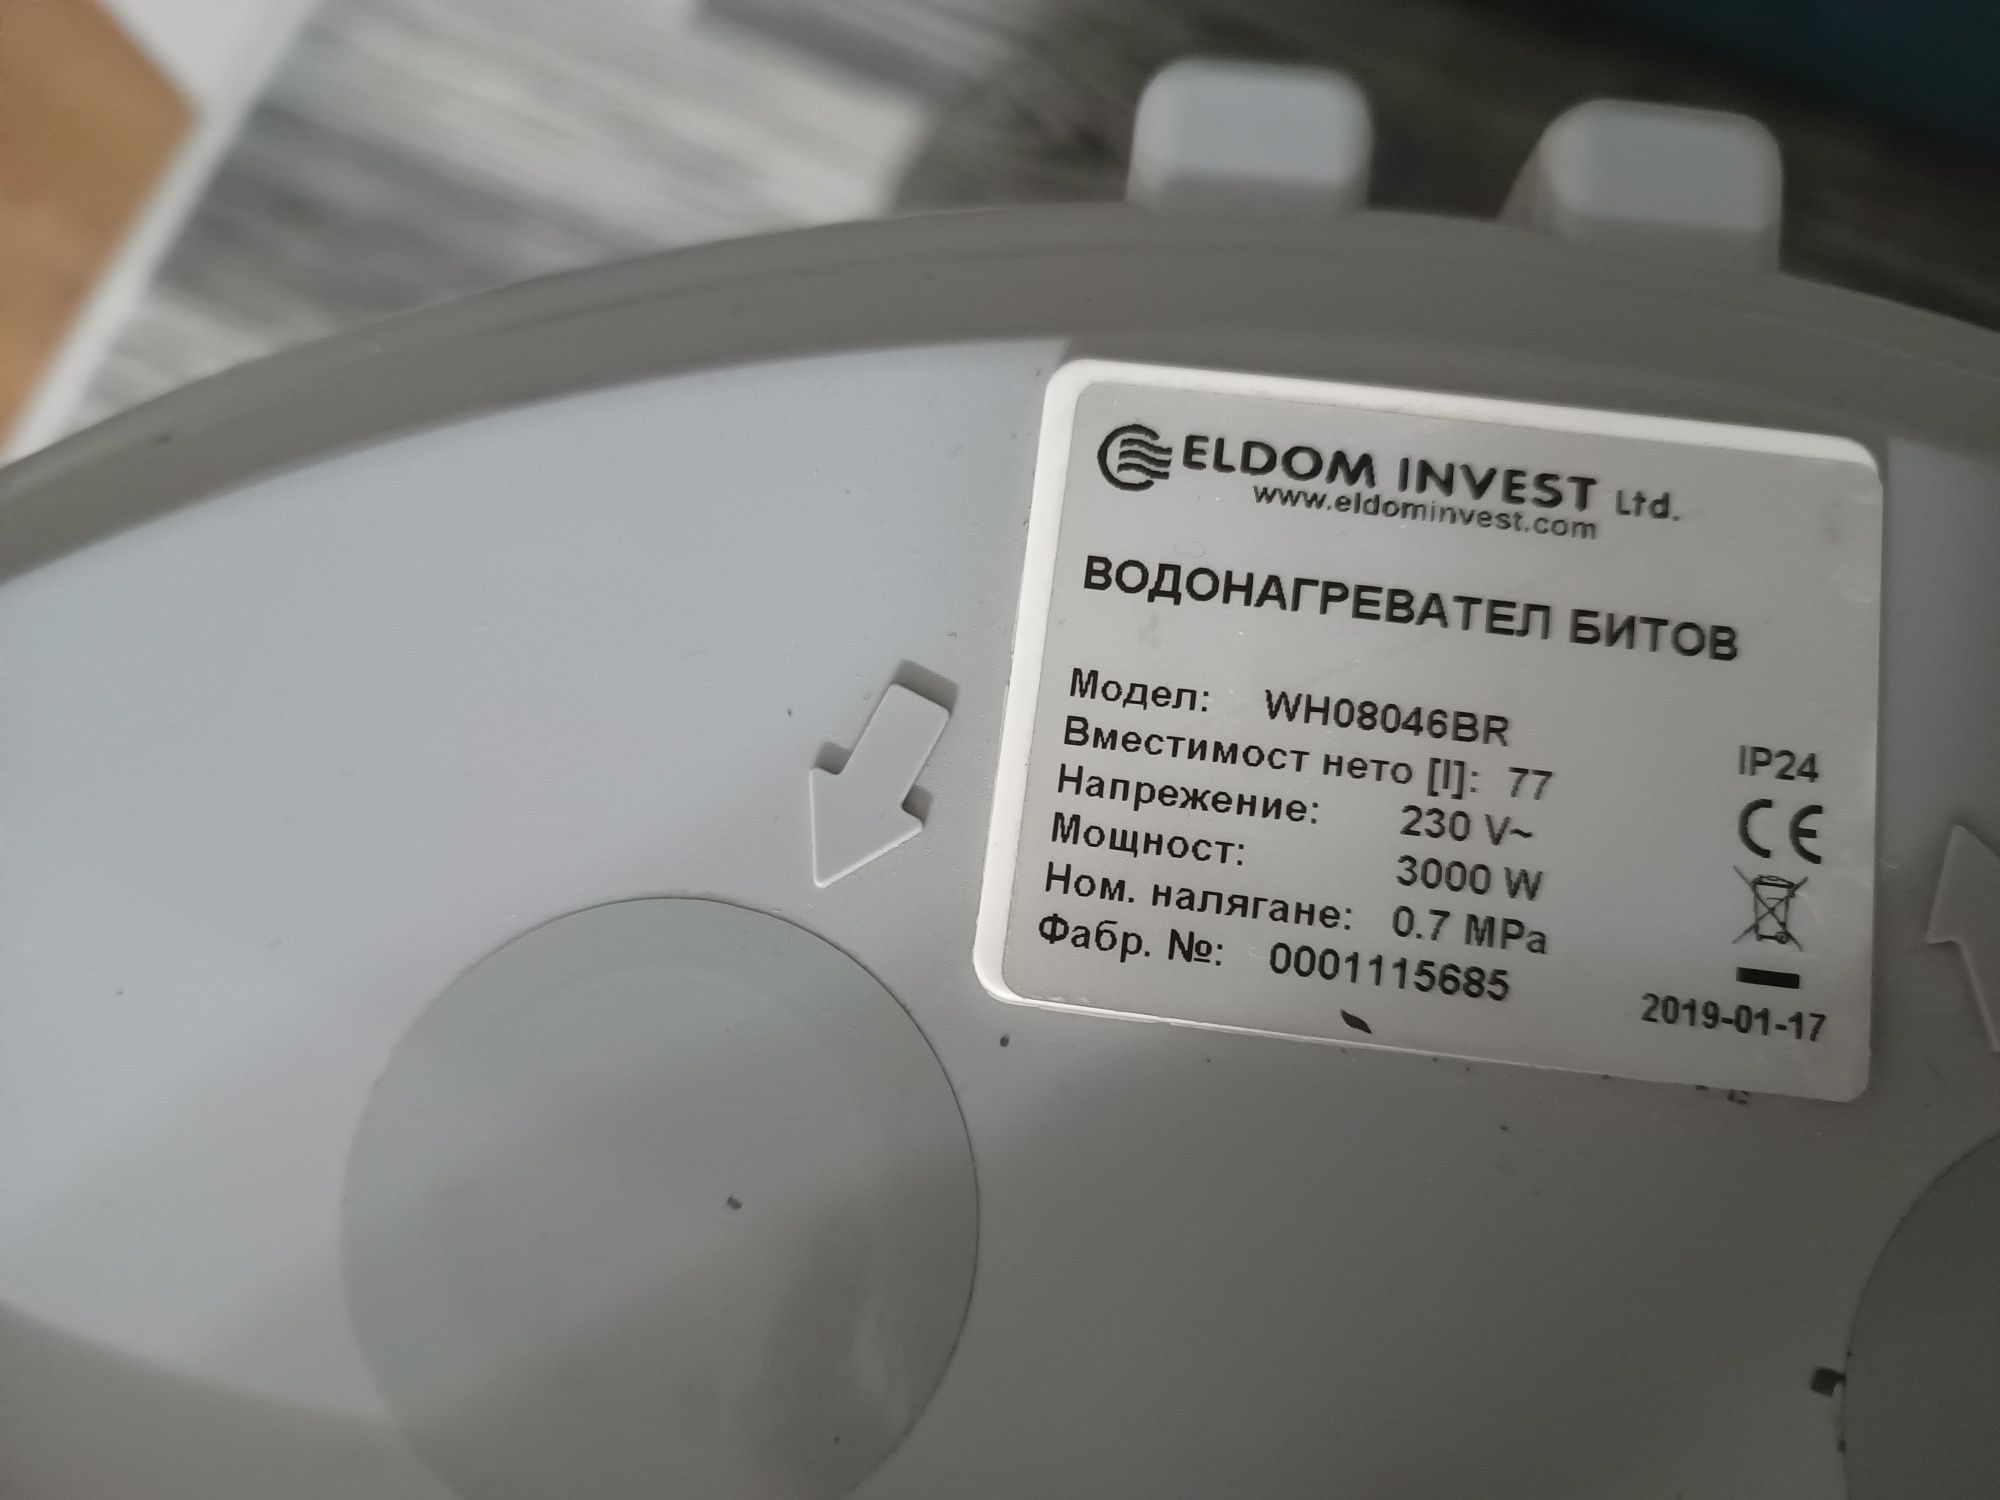 ELDOM INVEST Ltd.
www.eldominvest.com
ВОДОНАГРЕВАТЕЛ БИТОВ
Модел: WH08046BR
Вместимост нето [l]: 77
IP24
Напрежение: 230 V~
CE
Мощност: 3000 W
Ном. налягане: 0.7 MPa
Фабр. №: 0001115685
2019-01-17